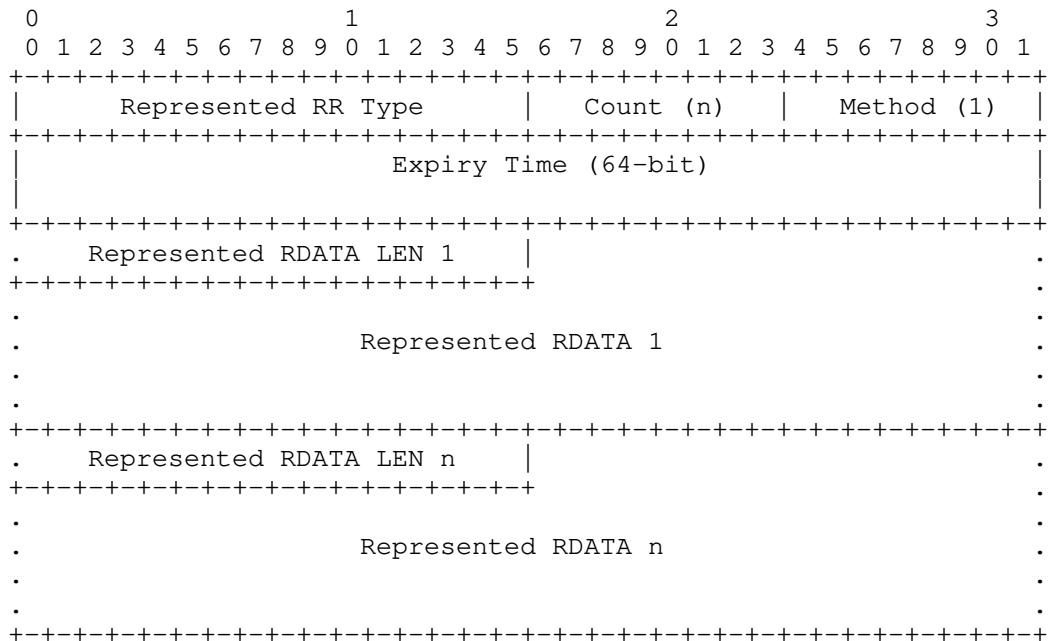 0                   1                   2                   3
 0 1 2 3 4 5 6 7 8 9 0 1 2 3 4 5 6 7 8 9 0 1 2 3 4 5 6 7 8 9 0 1
+-+-+-+-+-+-+-+-+-+-+-+-+-+-+-+-+-+-+-+-+-+-+-+-+-+-+-+-+-+-+-+-+
|      Represented RR Type      |   Count (n)   |   Method (1)  |
+-+-+-+-+-+-+-+-+-+-+-+-+-+-+-+-+-+-+-+-+-+-+-+-+-+-+-+-+-+-+-+-+
|                       Expiry Time (64-bit)                    |
|                                                               |
+-+-+-+-+-+-+-+-+-+-+-+-+-+-+-+-+-+-+-+-+-+-+-+-+-+-+-+-+-+-+-+-+
.    Represented RDATA LEN 1    |                               .
+-+-+-+-+-+-+-+-+-+-+-+-+-+-+-+-+                               .
.                                                               .
.                     Represented RDATA 1                       .
.                                                               .
.                                                               .
+-+-+-+-+-+-+-+-+-+-+-+-+-+-+-+-+-+-+-+-+-+-+-+-+-+-+-+-+-+-+-+-+
.    Represented RDATA LEN n    |                               .
+-+-+-+-+-+-+-+-+-+-+-+-+-+-+-+-+                               .
.                                                               .
.                     Represented RDATA n                       .
.                                                               .
.                                                               .
+-+-+-+-+-+-+-+-+-+-+-+-+-+-+-+-+-+-+-+-+-+-+-+-+-+-+-+-+-+-+-+-+